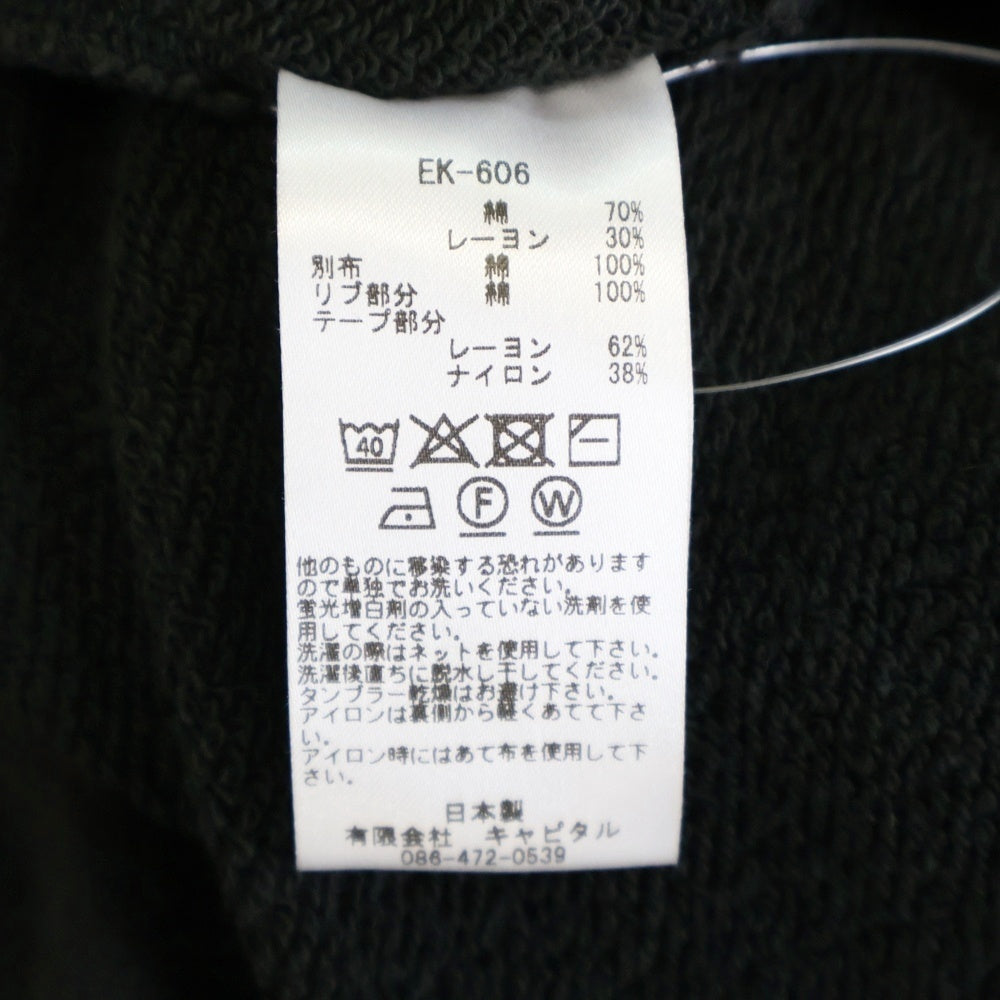 EK-606
綿 70%
レーヨン 30%
別布 綿 100%
リブ部分 綿 100%
テープ部分
レーヨン 62%
ナイロン 38%
40
F W
他のものに移染する恐れがあります
ので単独でお洗いください。
蛍光増白剤の入っていない洗剤を使
用してください。
洗濯の際はネットを使用して下さい。
洗濯後直ちに脱水し干してください。
タンブラー乾燥はお避け下さい。
アイロンは裏側から軽くあてて下さ
い。
アイロン時にはあて布を使用して下
さい。
日本製
有限会社 キャピタル
086-472-0539